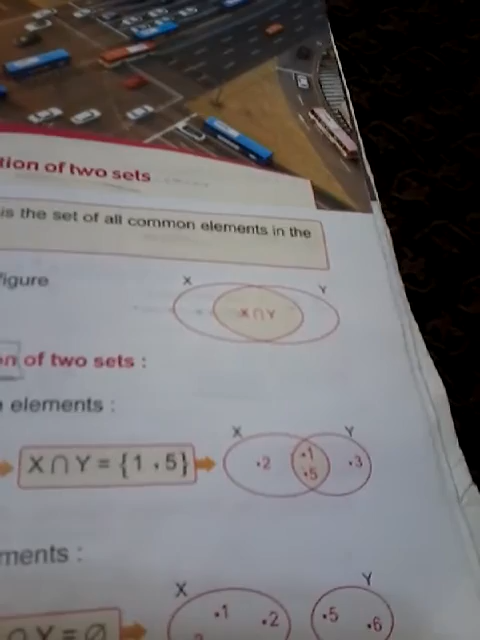 tion of two sets
is the set of all common elements in the
figure
X Y
X ∩ Y
of two sets :
elements :
X ∩ Y = {1 , 5}
X Y
.2 .1 .5 .3
ments :
X Y
.1 .2 .5 .6
∩ Y = ∅